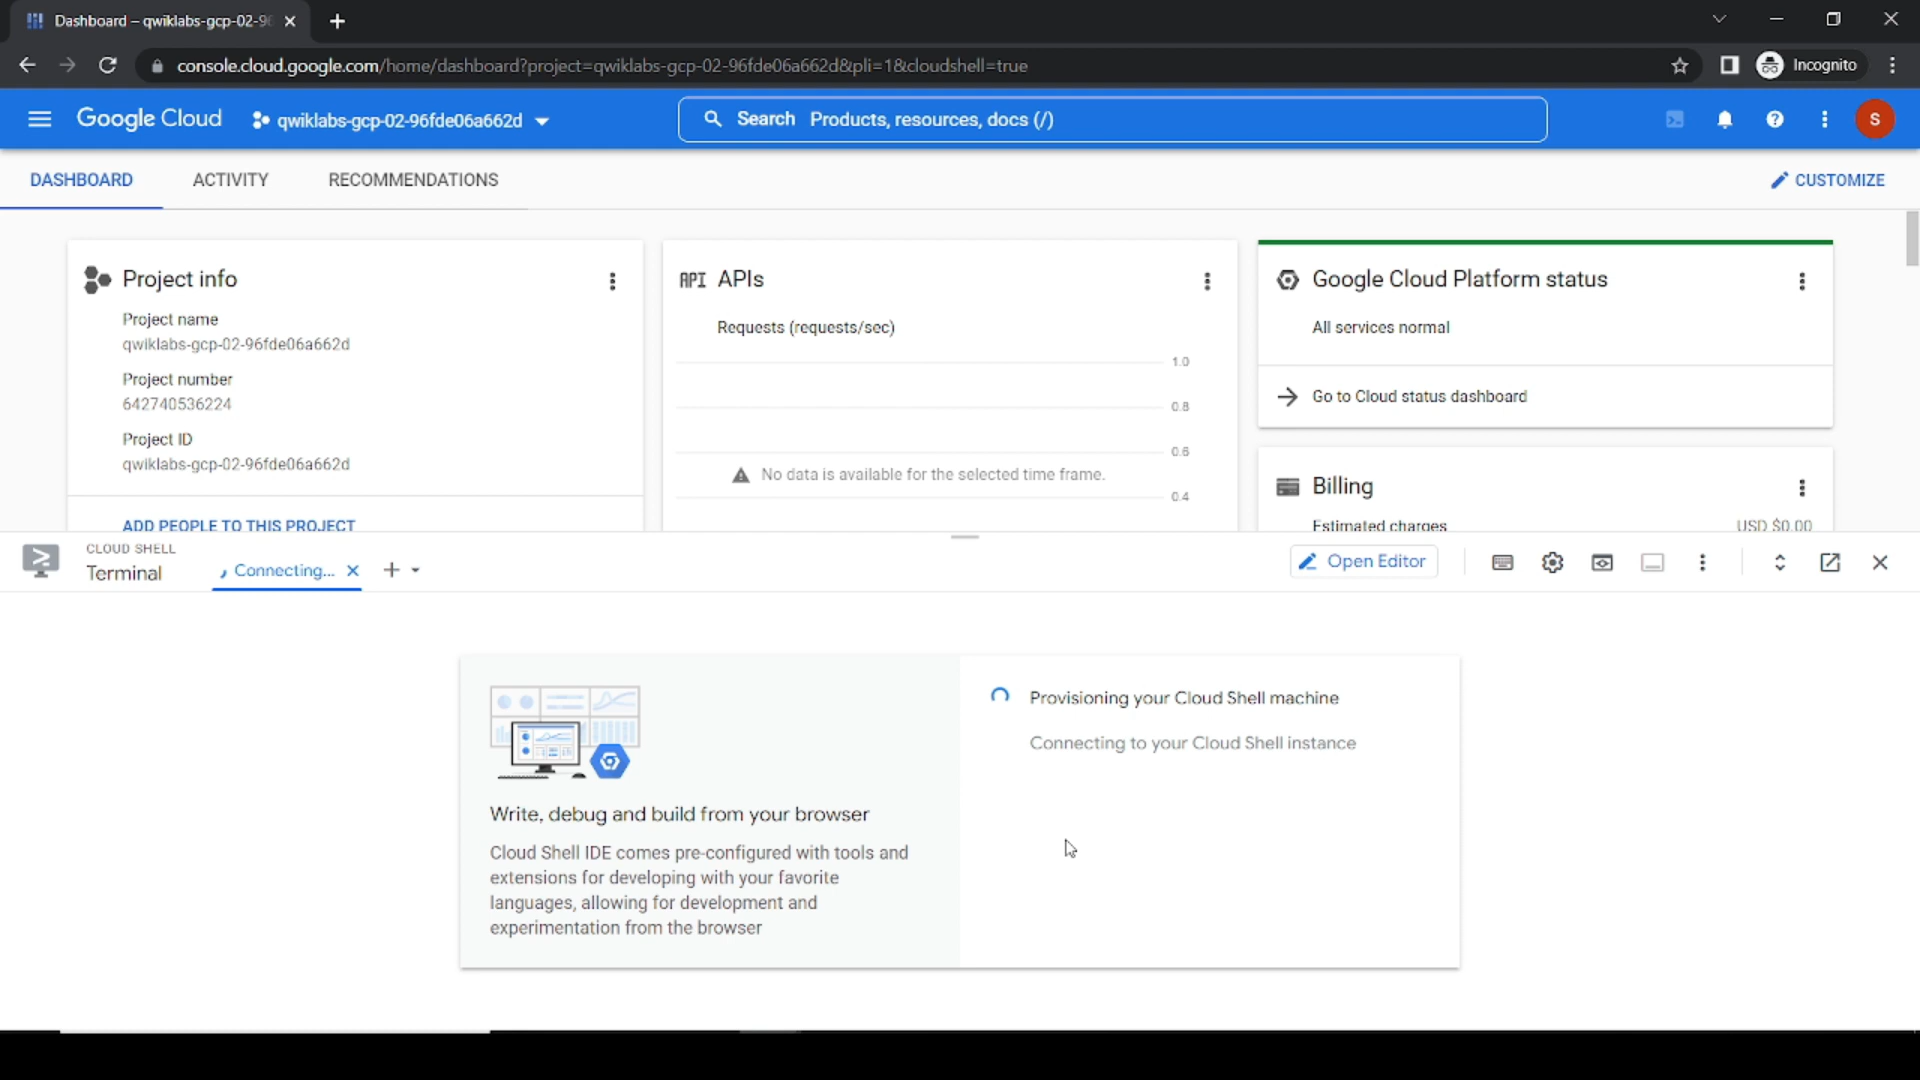 Dashboard – qwiklabs-gcp-02-96
console.cloud.google.com/home/dashboard?project=qwiklabs-gcp-02-96fde06a662d&pli=1&cloudshell=true
Incognito
Google Cloud
qwiklabs-gcp-02-96fde06a662d
Search Products, resources, docs (/)
S
DASHBOARD
ACTIVITY
RECOMMENDATIONS
CUSTOMIZE
Project info
Project name
qwiklabs-gcp-02-96fde06a662d
Project number
642740536224
Project ID
qwiklabs-gcp-02-96fde06a662d
ADD PEOPLE TO THIS PROJECT
API APIs
Requests (requests/sec)
1.0
0.8
0.6
No data is available for the selected time frame.
0.4
Google Cloud Platform status
All services normal
Go to Cloud status dashboard
Billing
Estimated charges USD $0.00
CLOUD SHELL
Terminal
Connecting...
Open Editor
Write, debug and build from your browser
Cloud Shell IDE comes pre-configured with tools and
extensions for developing with your favorite
languages, allowing for development and
experimentation from the browser
Provisioning your Cloud Shell machine
Connecting to your Cloud Shell instance